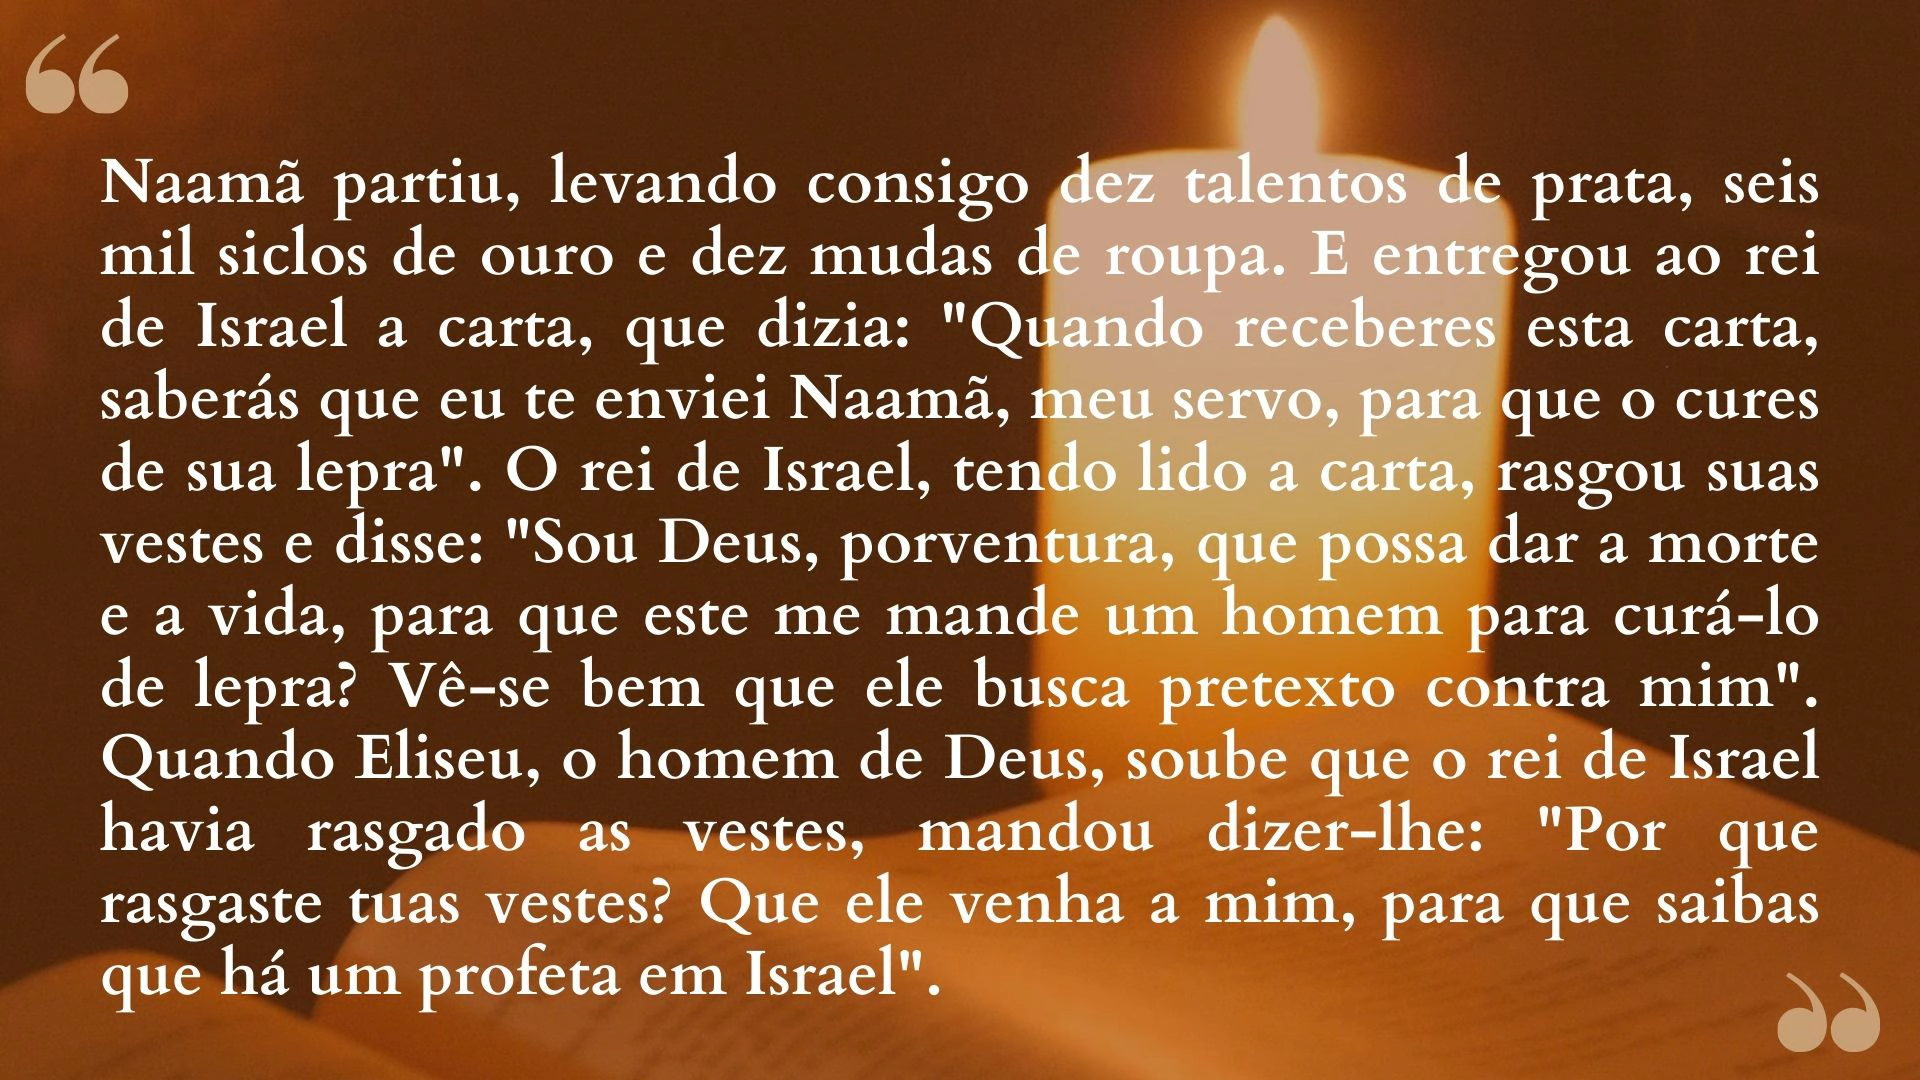 Naamã partiu, levando consigo dez talentos de prata, seis
mil siclos de ouro e dez mudas de roupa. E entregou ao rei
de Israel a carta, que dizia: "Quando receberes esta carta,
saberás que eu te enviei Naamã, meu servo, para que o cures
de sua lepra". O rei de Israel, tendo lido a carta, rasgou suas
vestes e disse: "Sou Deus, porventura, que possa dar a morte
e a vida, para que este me mande um homem para curá-lo
de lepra? Vê-se bem que ele busca pretexto contra mim".
Quando Eliseu, o homem de Deus, soube que o rei de Israel
havia rasgado as vestes, mandou dizer-lhe: "Por que
rasgaste tuas vestes? Que ele venha a mim, para que saibas
que há um profeta em Israel".